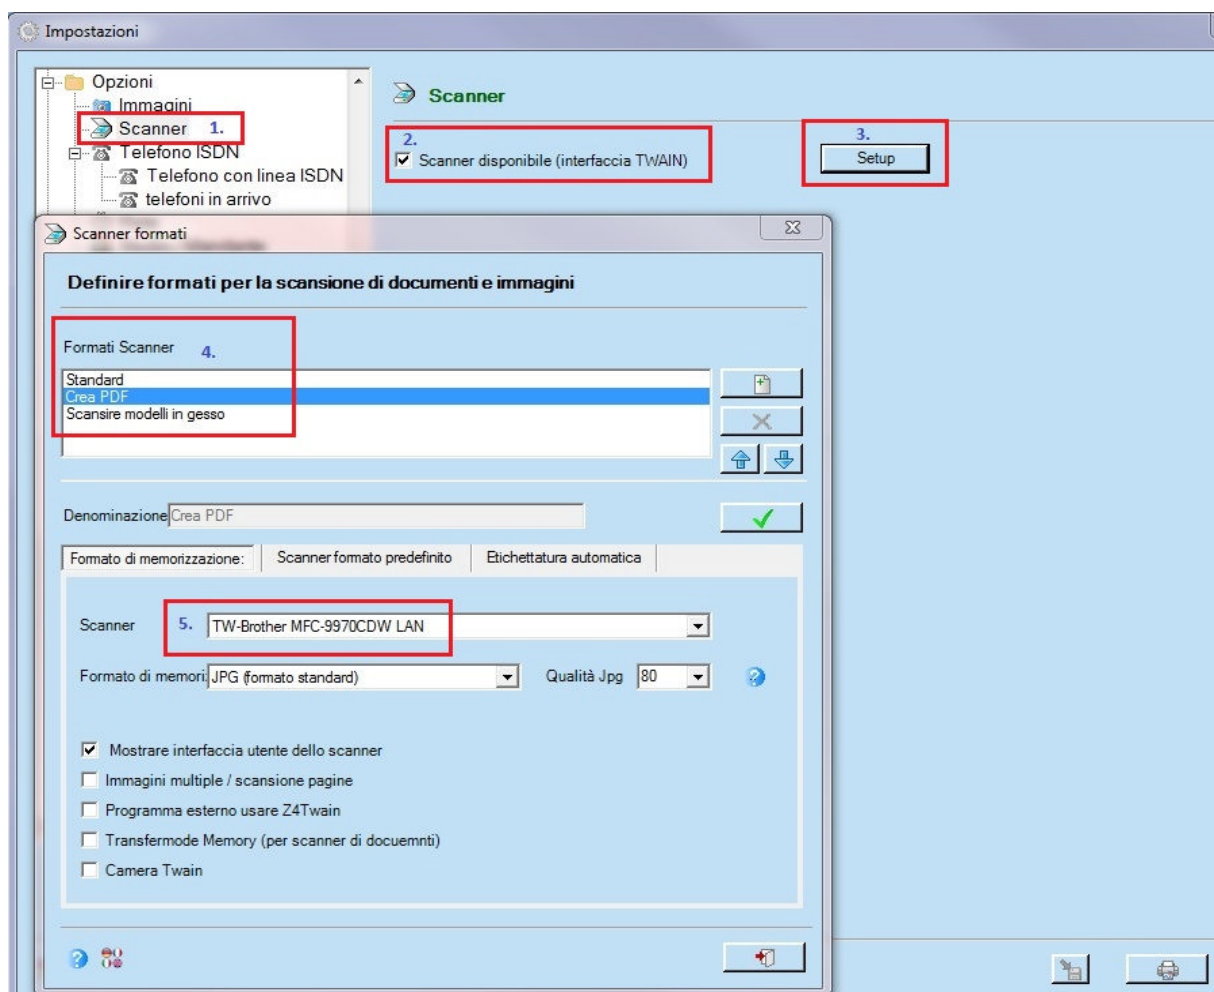 Impostazioni
Opzioni
Immagini
Scanner 1.
Telefono ISDN
Telefono con linea ISDN
telefoni in arrivo
Scanner
2.
Scanner disponibile (interfaccia TWAIN)
3.
Setup
Scanner formati
Definire formati per la scansione di documenti e immagini
Formati Scanner 4.
Standard
Crea PDF
Scansire modelli in gesso
Denominazione Crea PDF
Formato di memorizzazione: Scanner formato predefinito Etichettatura automatica
Scanner 5. TW-Brother MFC-9970CDW LAN
Formato di memori: JPG (formato standard) Qualità Jpg 80
Mostrare interfaccia utente dello scanner
Immagini multiple / scansione pagine
Programma esterno usare Z4Twain
Transfermode Memory (per scanner di docuemnti)
Camera Twain